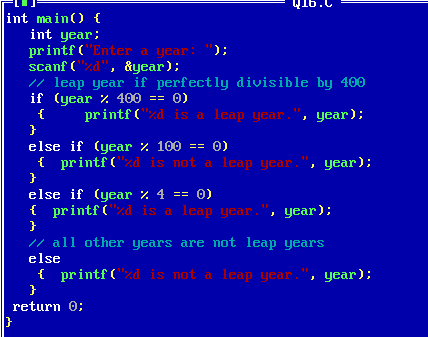 [■] Q16.C
int main() {
int year;
printf("Enter a year: ");
scanf("%d", &year);
// leap year if perfectly divisible by 400
if (year % 400 == 0)
{ printf("%d is a leap year.", year);
}
else if (year % 100 == 0)
{ printf("%d is not a leap year.", year);
}
else if (year % 4 == 0)
{ printf("%d is a leap year.", year);
}
// all other years are not leap years
else
{ printf("%d is not a leap year.", year);
}
return 0;
}